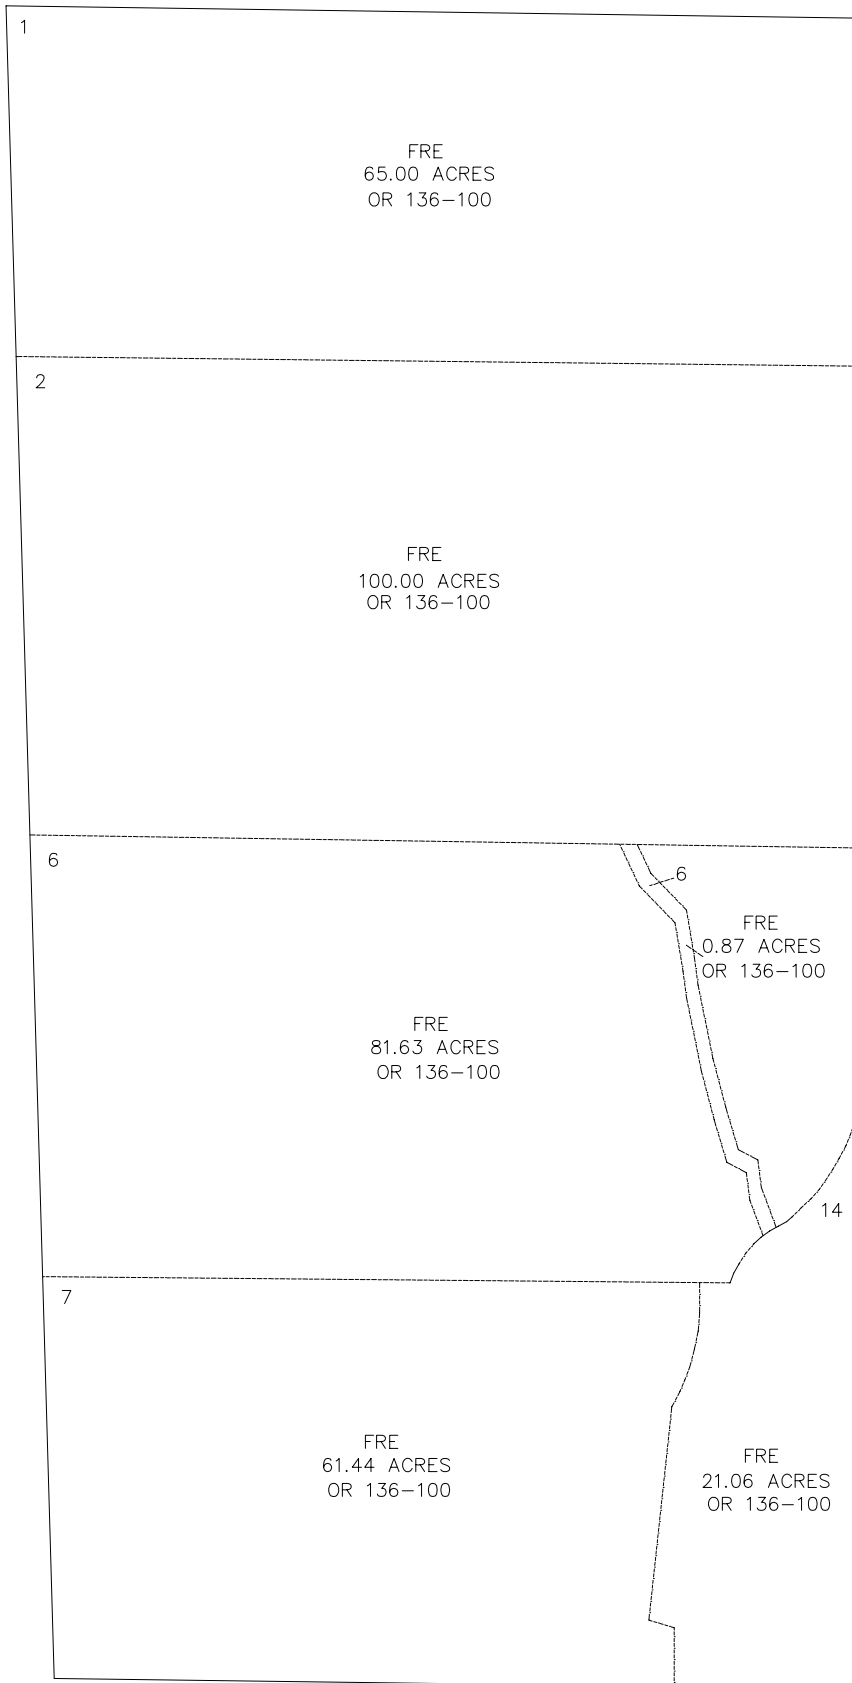 1
FRE
65.00 ACRES
OR 136-100
2
FRE
100.00 ACRES
OR 136-100
6
6
FRE
0.87 ACRES
OR 136-100
FRE
81.63 ACRES
OR 136-100
14
7
FRE
61.44 ACRES
OR 136-100
FRE
21.06 ACRES
OR 136-100